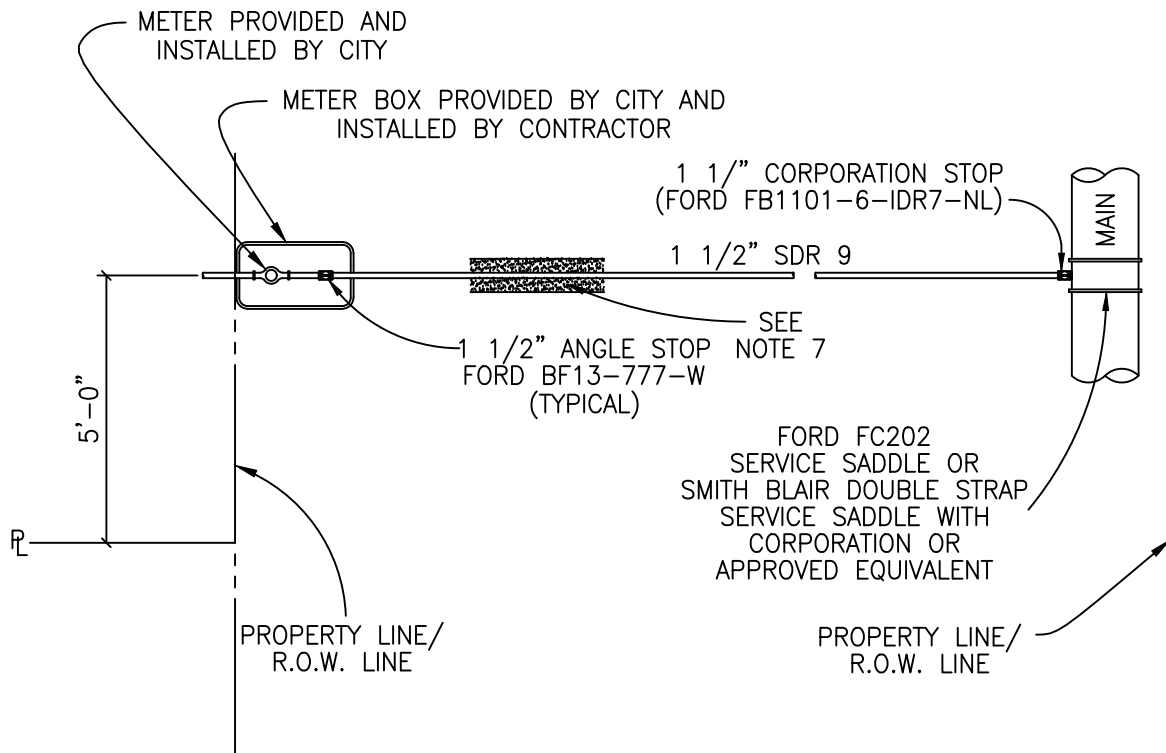 METER PROVIDED AND
INSTALLED BY CITY
METER BOX PROVIDED BY CITY AND
INSTALLED BY CONTRACTOR
1 1/" CORPORATION STOP
(FORD FB1101-6-IDR7-NL)
MAIN
1 1/2" SDR 9
SEE
NOTE 7
1 1/2" ANGLE STOP
FORD BF13-777-W
(TYPICAL)
5'-0"
FORD FC202
SERVICE SADDLE OR
SMITH BLAIR DOUBLE STRAP
SERVICE SADDLE WITH
CORPORATION OR
APPROVED EQUIVALENT
PL
PROPERTY LINE/
R.O.W. LINE
PROPERTY LINE/
R.O.W. LINE